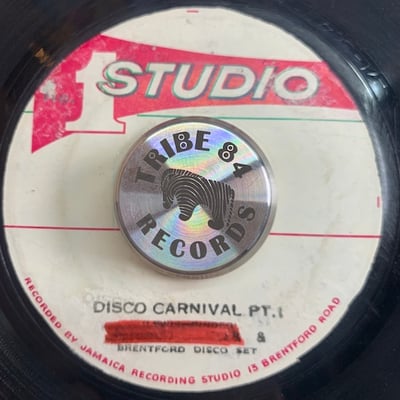 1 STUDIO
TRIBE 84
RECORDS
DISCO CARNIVAL PT.1
&
BRENTFORD DISCO SET
RECORDED BY JAMAICA RECORDING STUDIO 13 BRENTFORD ROAD